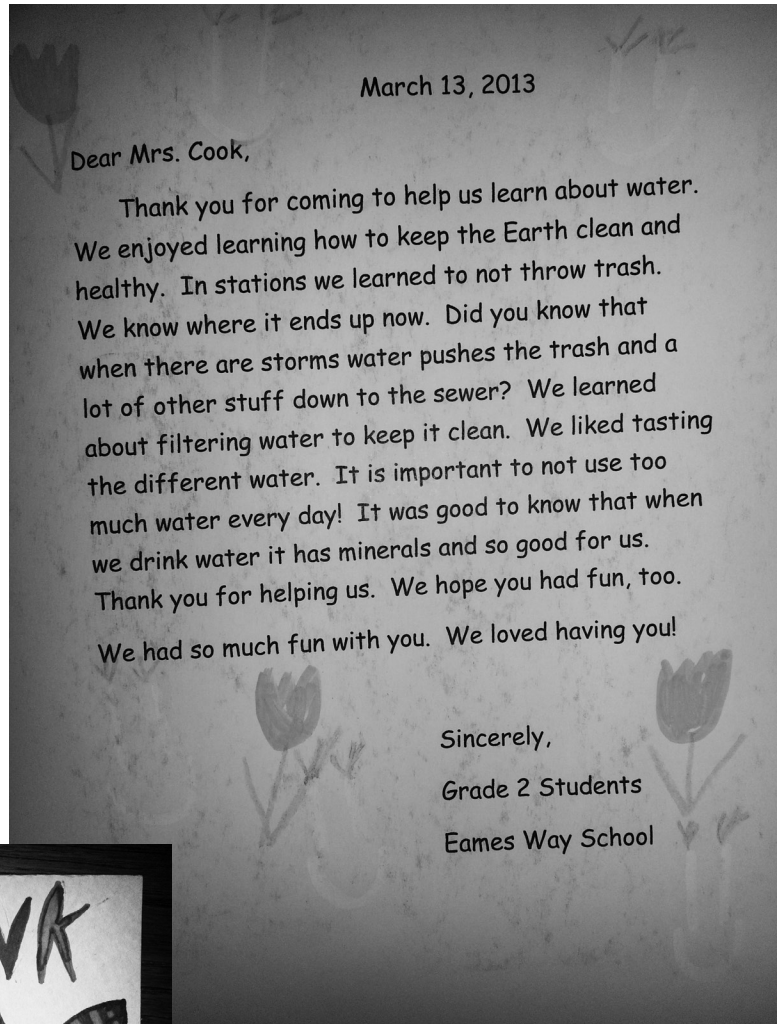 March 13, 2013
Dear Mrs. Cook,
Thank you for coming to help us learn about water.
We enjoyed learning how to keep the Earth clean and
healthy. In stations we learned to not throw trash.
We know where it ends up now. Did you know that
when there are storms water pushes the trash and a
lot of other stuff down to the sewer? We learned
about filtering water to keep it clean. We liked tasting
the different water. It is important to not use too
much water every day! It was good to know that when
we drink water it has minerals and so good for us.
Thank you for helping us. We hope you had fun, too.
We had so much fun with you. We loved having you!
Sincerely,
Grade 2 Students
Eames Way School